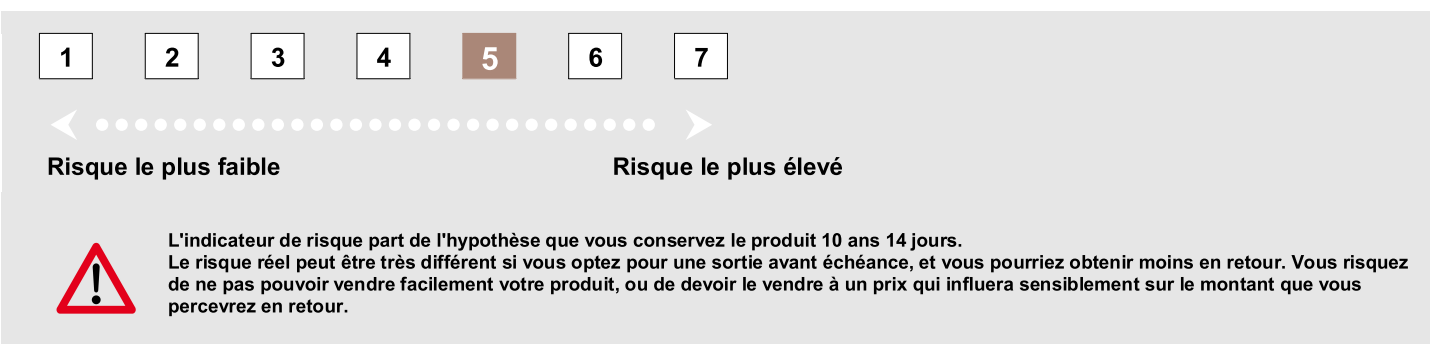 1 2 3 4 5 6 7
Risque le plus faible Risque le plus élevé
L'indicateur de risque part de l'hypothèse que vous conservez le produit 10 ans 14 jours.
Le risque réel peut être très différent si vous optez pour une sortie avant échéance, et vous pourriez obtenir moins en retour. Vous risquez
de ne pas pouvoir vendre facilement votre produit, ou de devoir le vendre à un prix qui influera sensiblement sur le montant que vous
percevrez en retour.